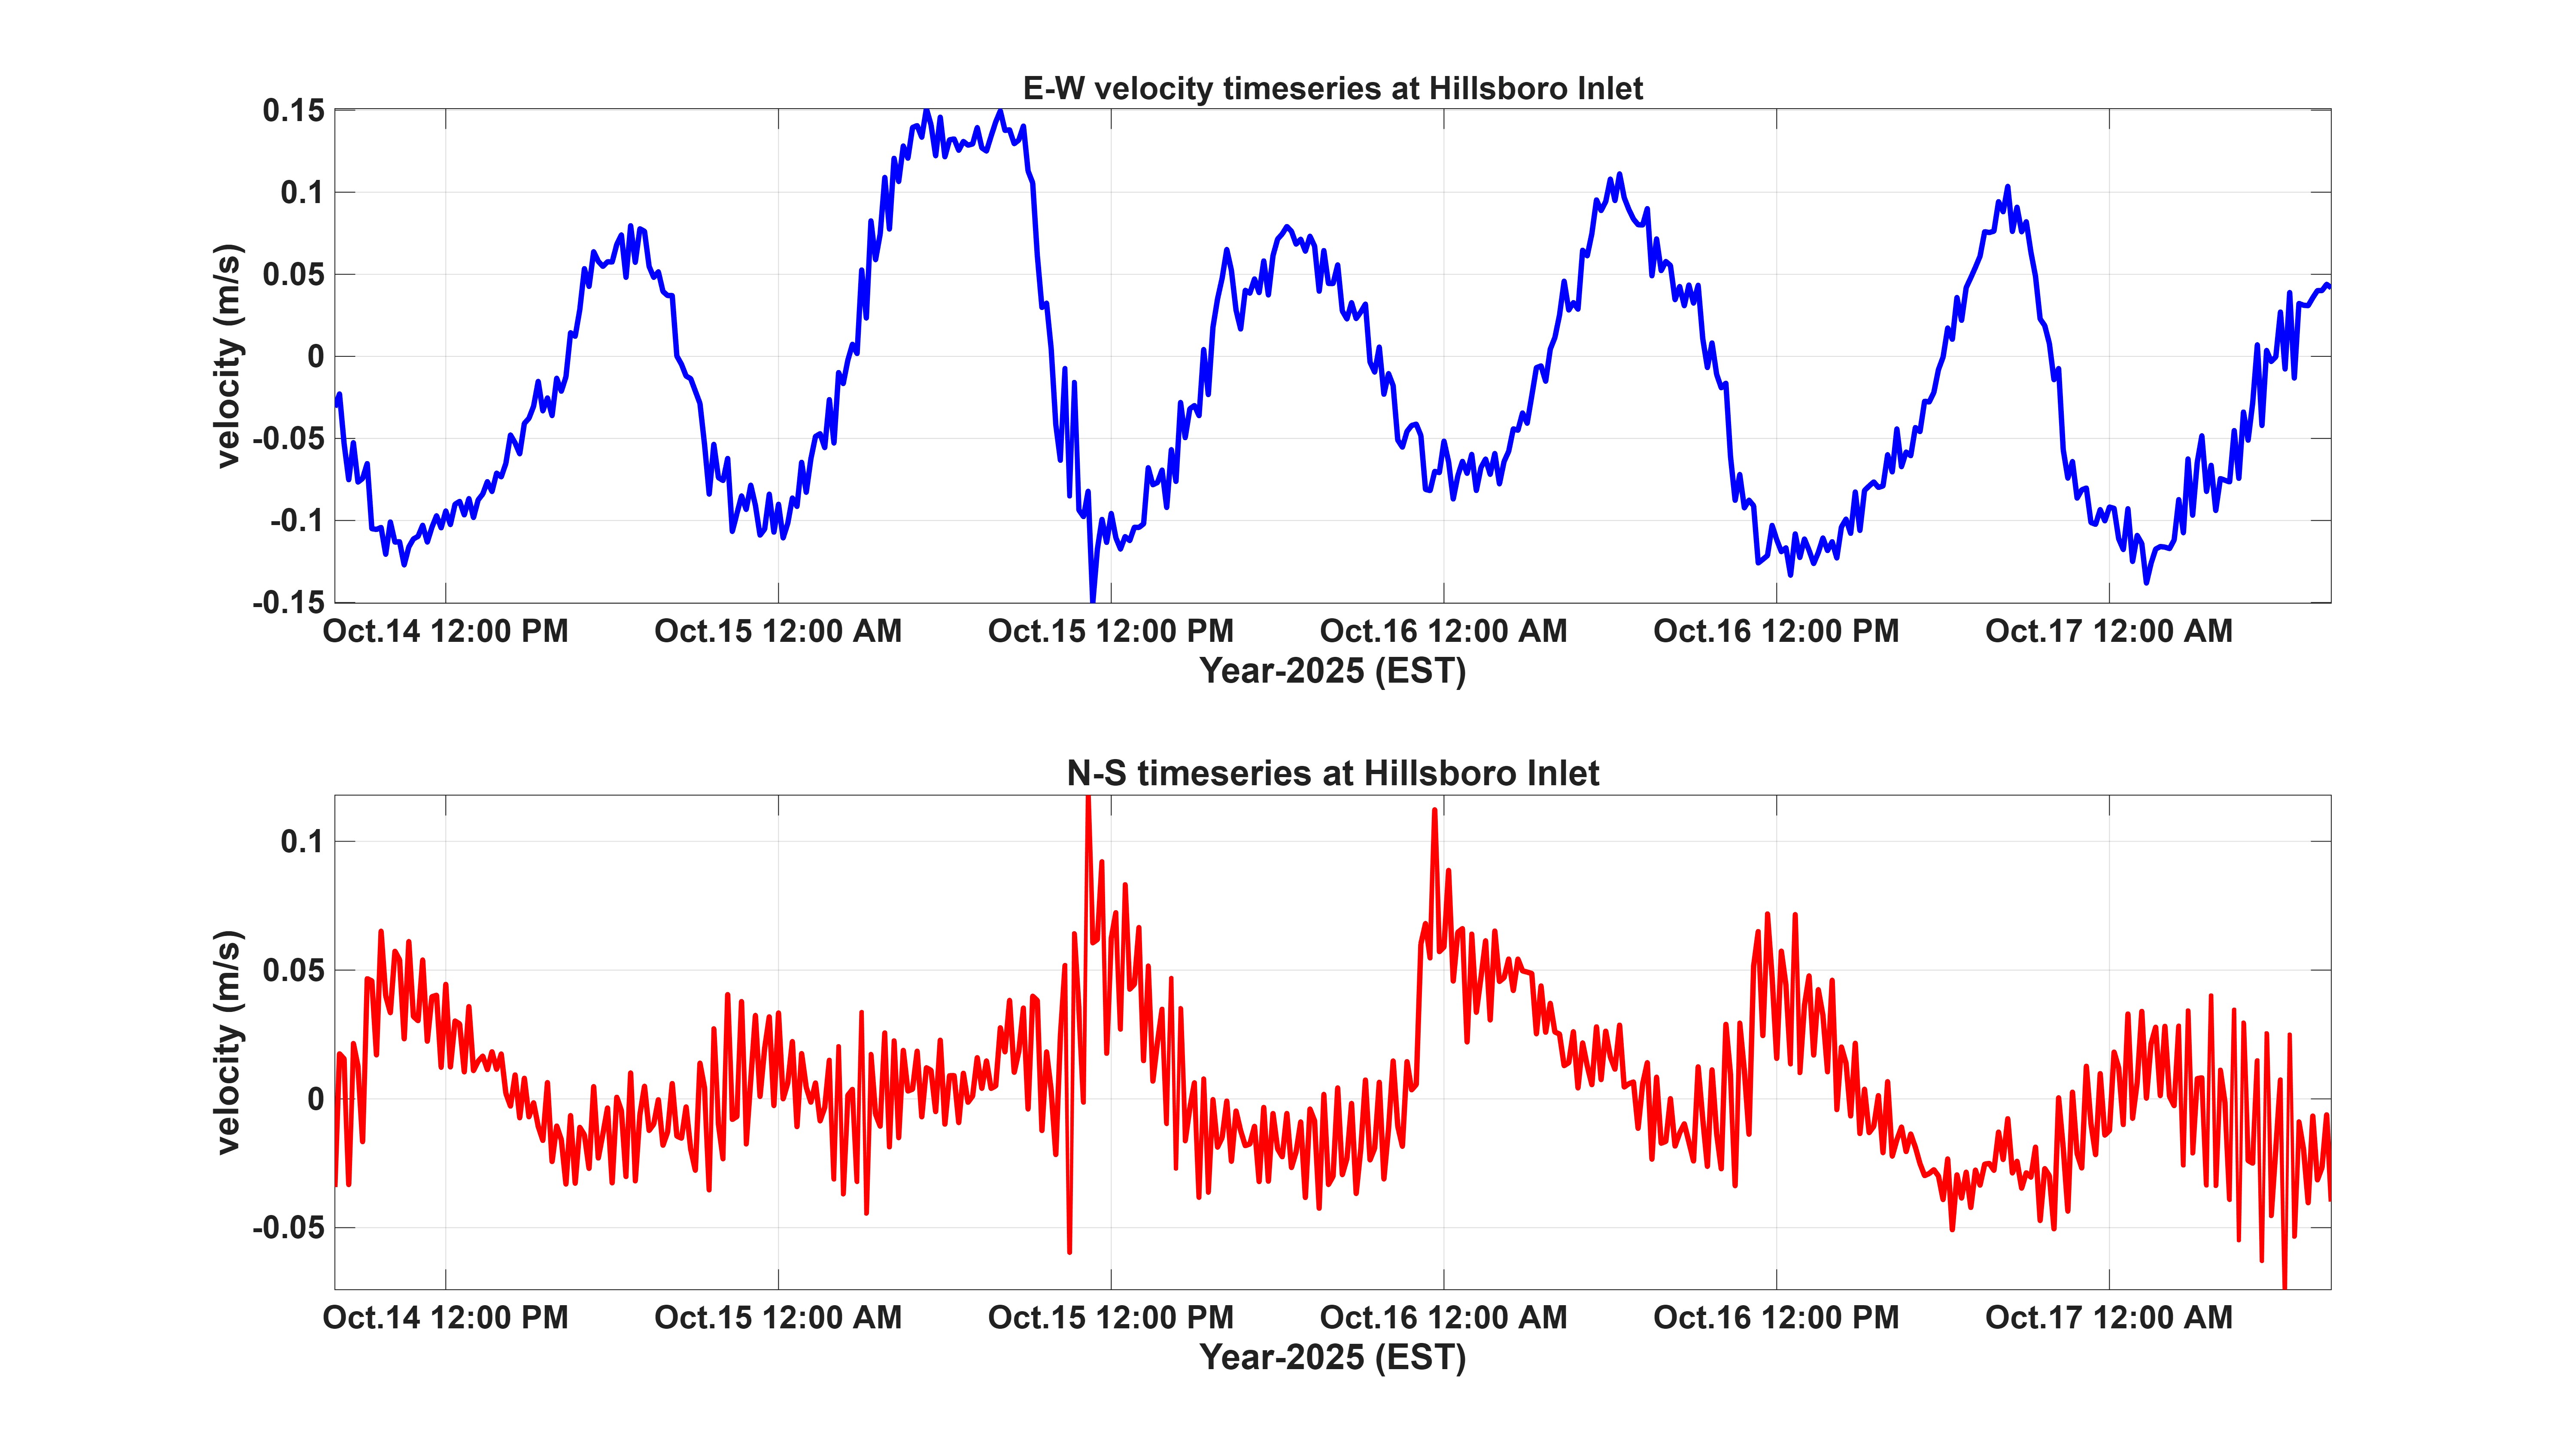 E-W velocity timeseries at Hillsboro Inlet
0.15
0.1
0.05
0
-0.05
-0.1
-0.15
velocity (m/s)
Oct.14 12:00 PM Oct.15 12:00 AM Oct.15 12:00 PM Oct.16 12:00 AM Oct.16 12:00 PM Oct.17 12:00 AM
Year-2025 (EST)
N-S timeseries at Hillsboro Inlet
0.1
0.05
0
-0.05
velocity (m/s)
Oct.14 12:00 PM Oct.15 12:00 AM Oct.15 12:00 PM Oct.16 12:00 AM Oct.16 12:00 PM Oct.17 12:00 AM
Year-2025 (EST)